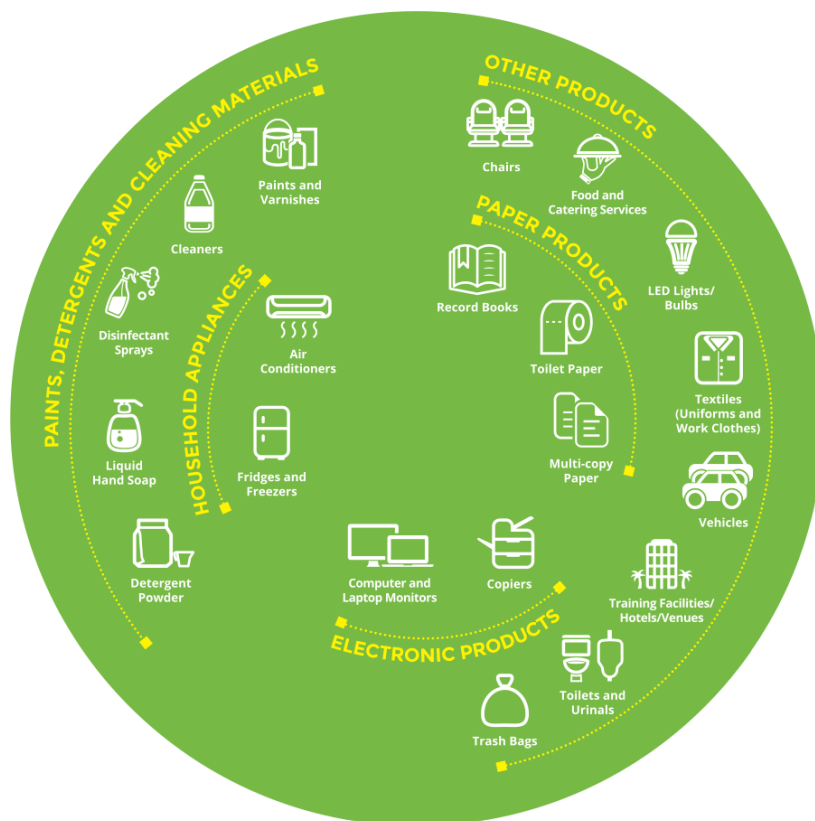 PAINTS, DETERGENTS AND CLEANING MATERIALS
Paints and
Varnishes
Cleaners
Disinfectant
Sprays
Liquid
Hand Soap
Detergent
Powder
HOUSEHOLD APPLIANCES
Air
Conditioners
Fridges and
Freezers
ELECTRONIC PRODUCTS
Computer and
Laptop Monitors
Copiers
PAPER PRODUCTS
Record Books
Toilet Paper
Multi-copy
Paper
OTHER PRODUCTS
Chairs
Food and
Catering Services
LED Lights/
Bulbs
Textiles
(Uniforms and
Work Clothes)
Vehicles
Training Facilities/
Hotels/Venues
Toilets and
Urinals
Trash Bags